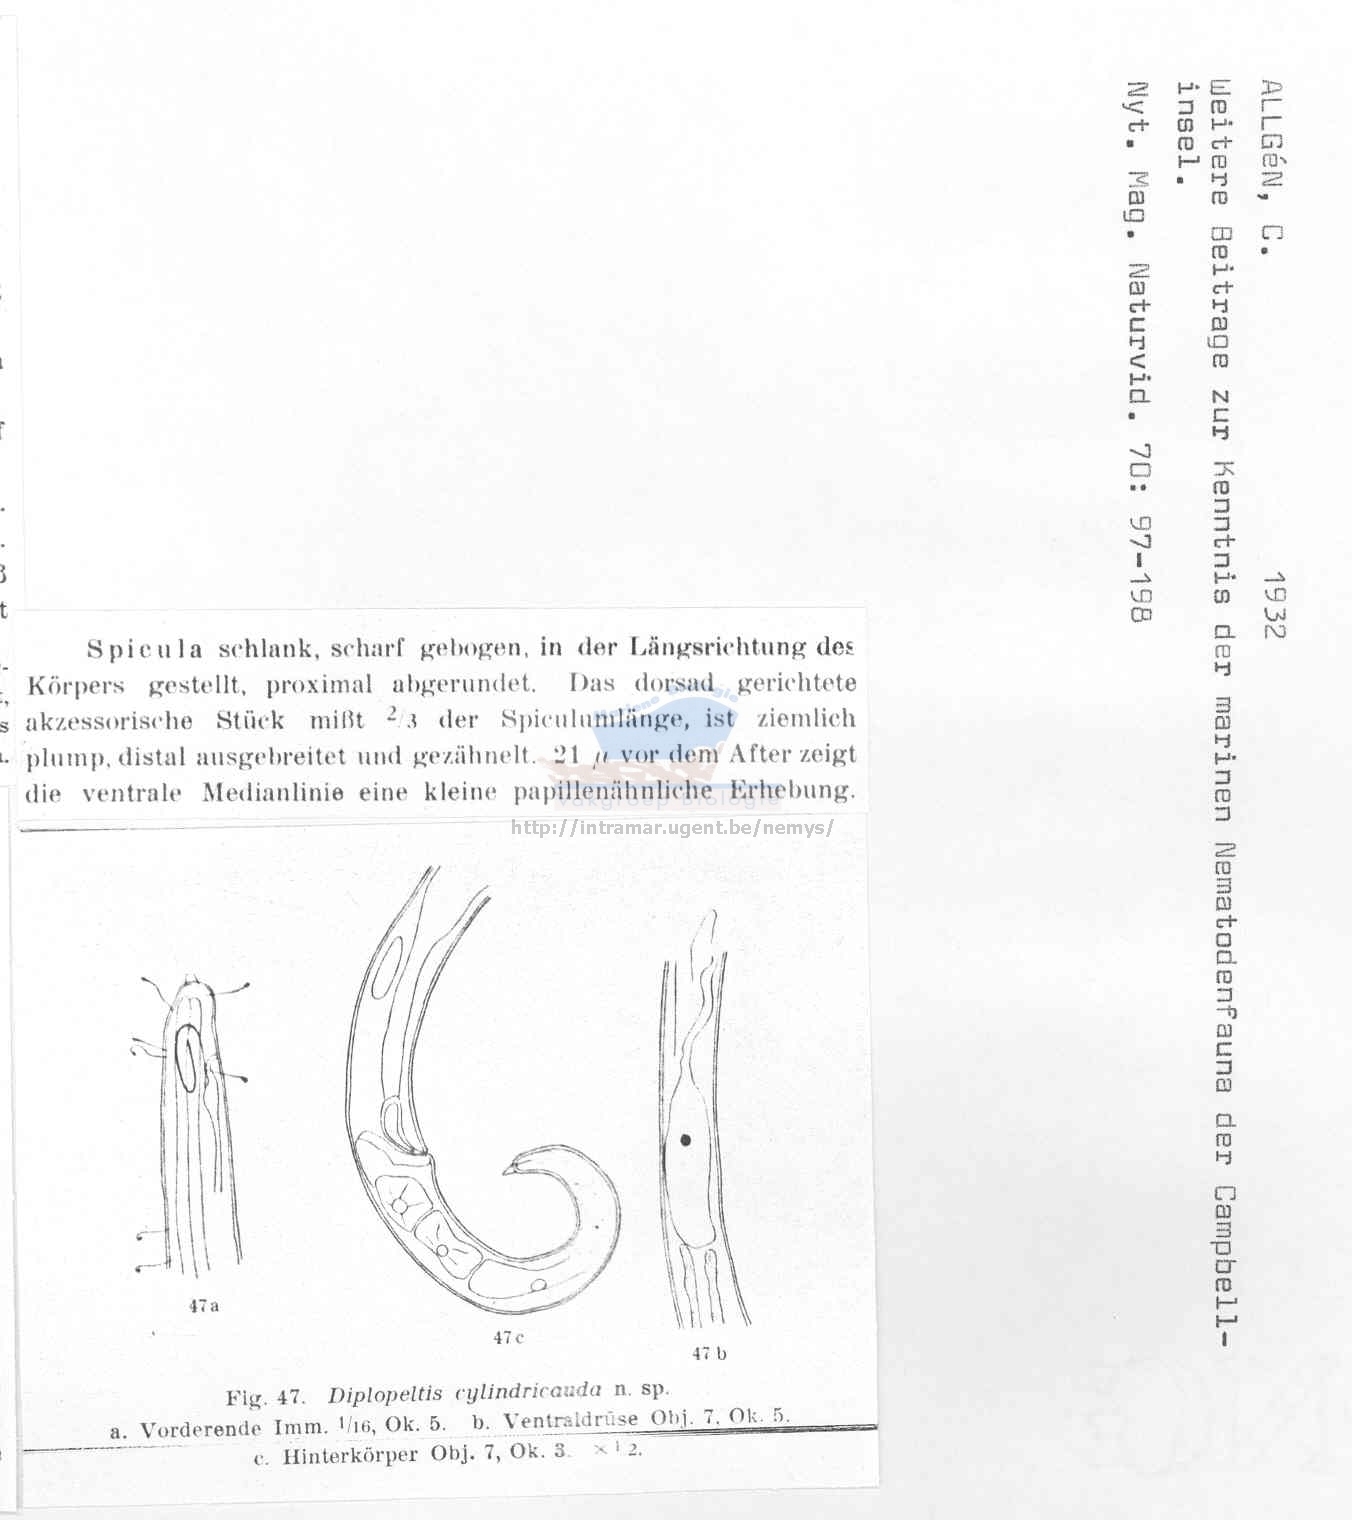 ALLGéN, C. 1932
Weitere Beitrage zur Kenntnis der marinen Nematodenfauna der Campbell-
insel.
Nyt. Mag. Naturvid. 70: 97-198
Spicula schlank, scharf gebogen, in der Längsrichtung des
Körpers gestellt, proximal abgerundet. Das dorsad gerichtete
akzessorische Stück mißt 2/3 der Spiculumlänge, ist ziemlich
plump, distal ausgebreitet und gezähnelt. 21 µ vor dem After zeigt
die ventrale Medianlinie eine kleine papillenähnliche Erhebung.
Vakgroep Biologie
http://intramar.ugent.be/nemys/
47a
47c
47 b
Fig. 47. Diplopeltis cylindricauda n. sp.
a. Vorderende Imm. 1/16, Ok. 5. b. Ventraldrüse Obj. 7, Ok. 5.
c. Hinterkörper Obj. 7, Ok. 3. × 1/2.